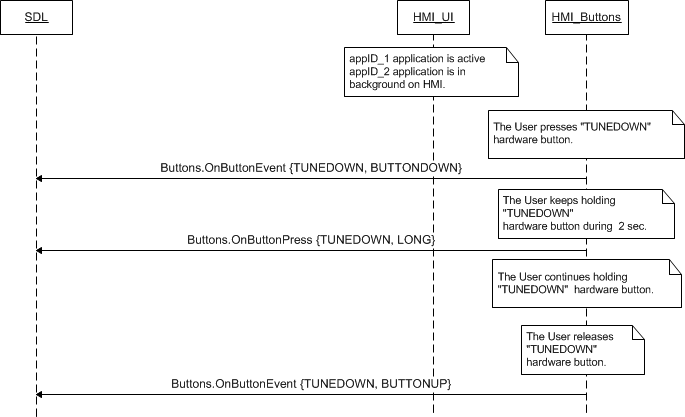 SDL
HMI_UI
HMI_Buttons
appID_1 application is active
appID_2 application is in
background on HMI.
The User presses "TUNEDOWN"
hardware button.
Buttons.OnButtonEvent {TUNEDOWN, BUTTONDOWN}
The User keeps holding
"TUNEDOWN"
hardware button during 2 sec.
Buttons.OnButtonPress {TUNEDOWN, LONG}
The User continues holding
"TUNEDOWN" hardware button.
The User releases
"TUNEDOWN"
hardware button.
Buttons.OnButtonEvent {TUNEDOWN, BUTTONUP}